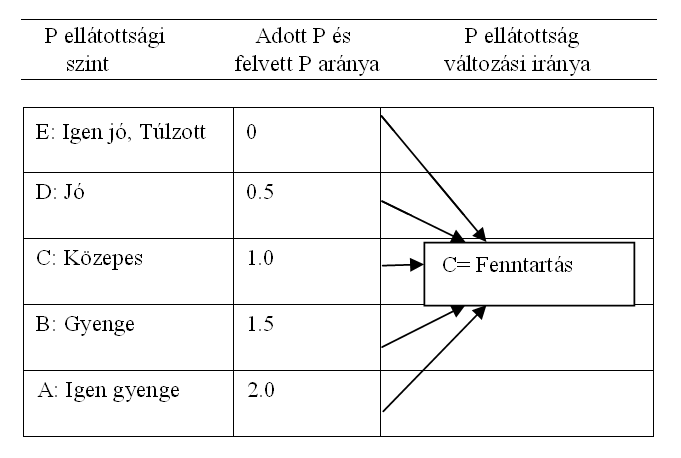 P ellátottsági szint
Adott P és felvett P aránya
P ellátottság változási iránya
E: Igen jó, Túlzott 0
D: Jó 0.5
C: Közepes 1.0
C= Fenntartás
B: Gyenge 1.5
A: Igen gyenge 2.0